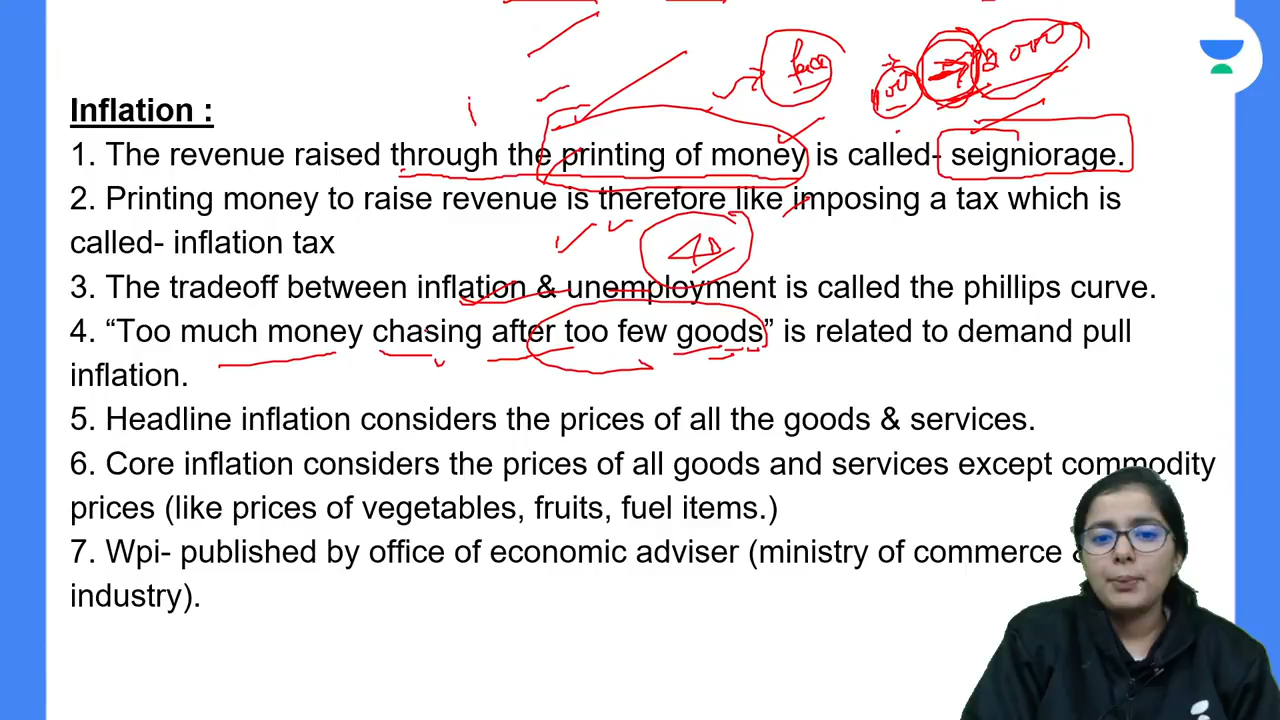 Inflation :
1. The revenue raised through the printing of money is called- seigniorage.
2. Printing money to raise revenue is therefore like imposing a tax which is
called- inflation tax
3. The tradeoff between inflation & unemployment is called the phillips curve.
4. “Too much money chasing after too few goods” is related to demand pull
inflation.
5. Headline inflation considers the prices of all the goods & services.
6. Core inflation considers the prices of all goods and services except commodity
prices (like prices of vegetables, fruits, fuel items.)
7. Wpi- published by office of economic adviser (ministry of commerce
industry).